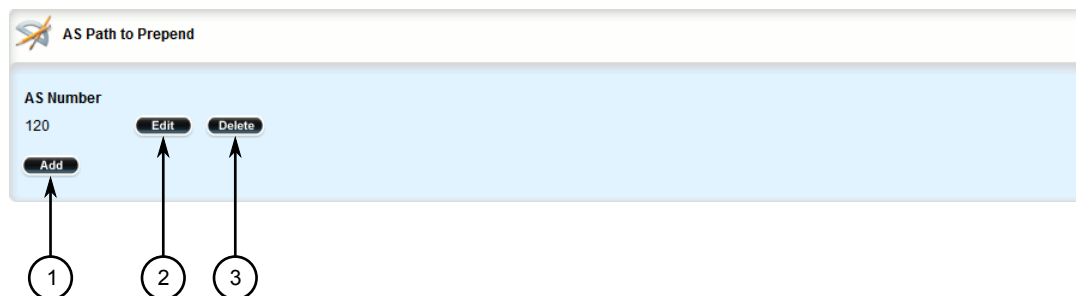 AS Path to Prepend
AS Number
120 Edit Delete
Add
1 2 3